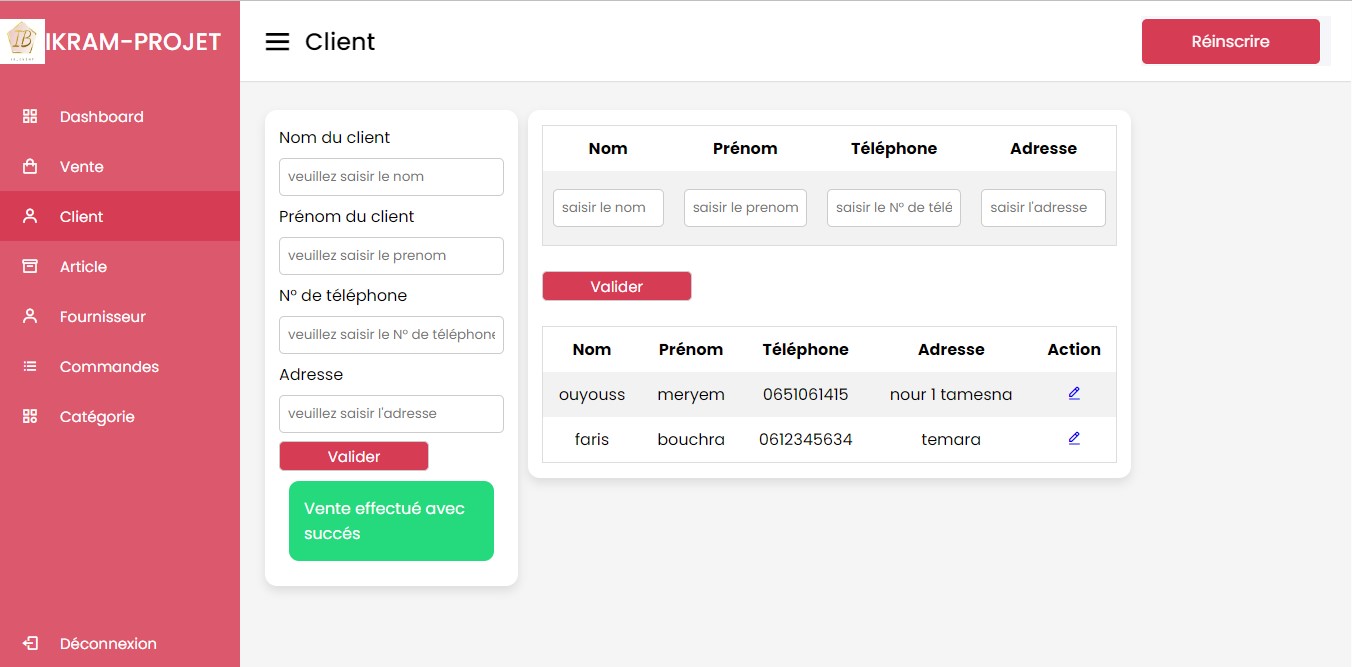 IB
IKRAM-PROJET
Dashboard
Vente
Client
Article
Fournisseur
Commandes
Catégorie
Déconnexion
Client
Réinscrire
Nom du client
veuillez saisir le nom
Prénom du client
veuillez saisir le prenom
N° de téléphone
veuillez saisir le N° de téléphone
Adresse
veuillez saisir l'adresse
Valider
Vente effectué avec
succés
Nom Prénom Téléphone Adresse
saisir le nom saisir le prenom saisir le N° de télé saisir l'adresse
Valider
Nom Prénom Téléphone Adresse Action
ouyouss meryem 0651061415 nour 1 tamesna
faris bouchra 0612345634 temara